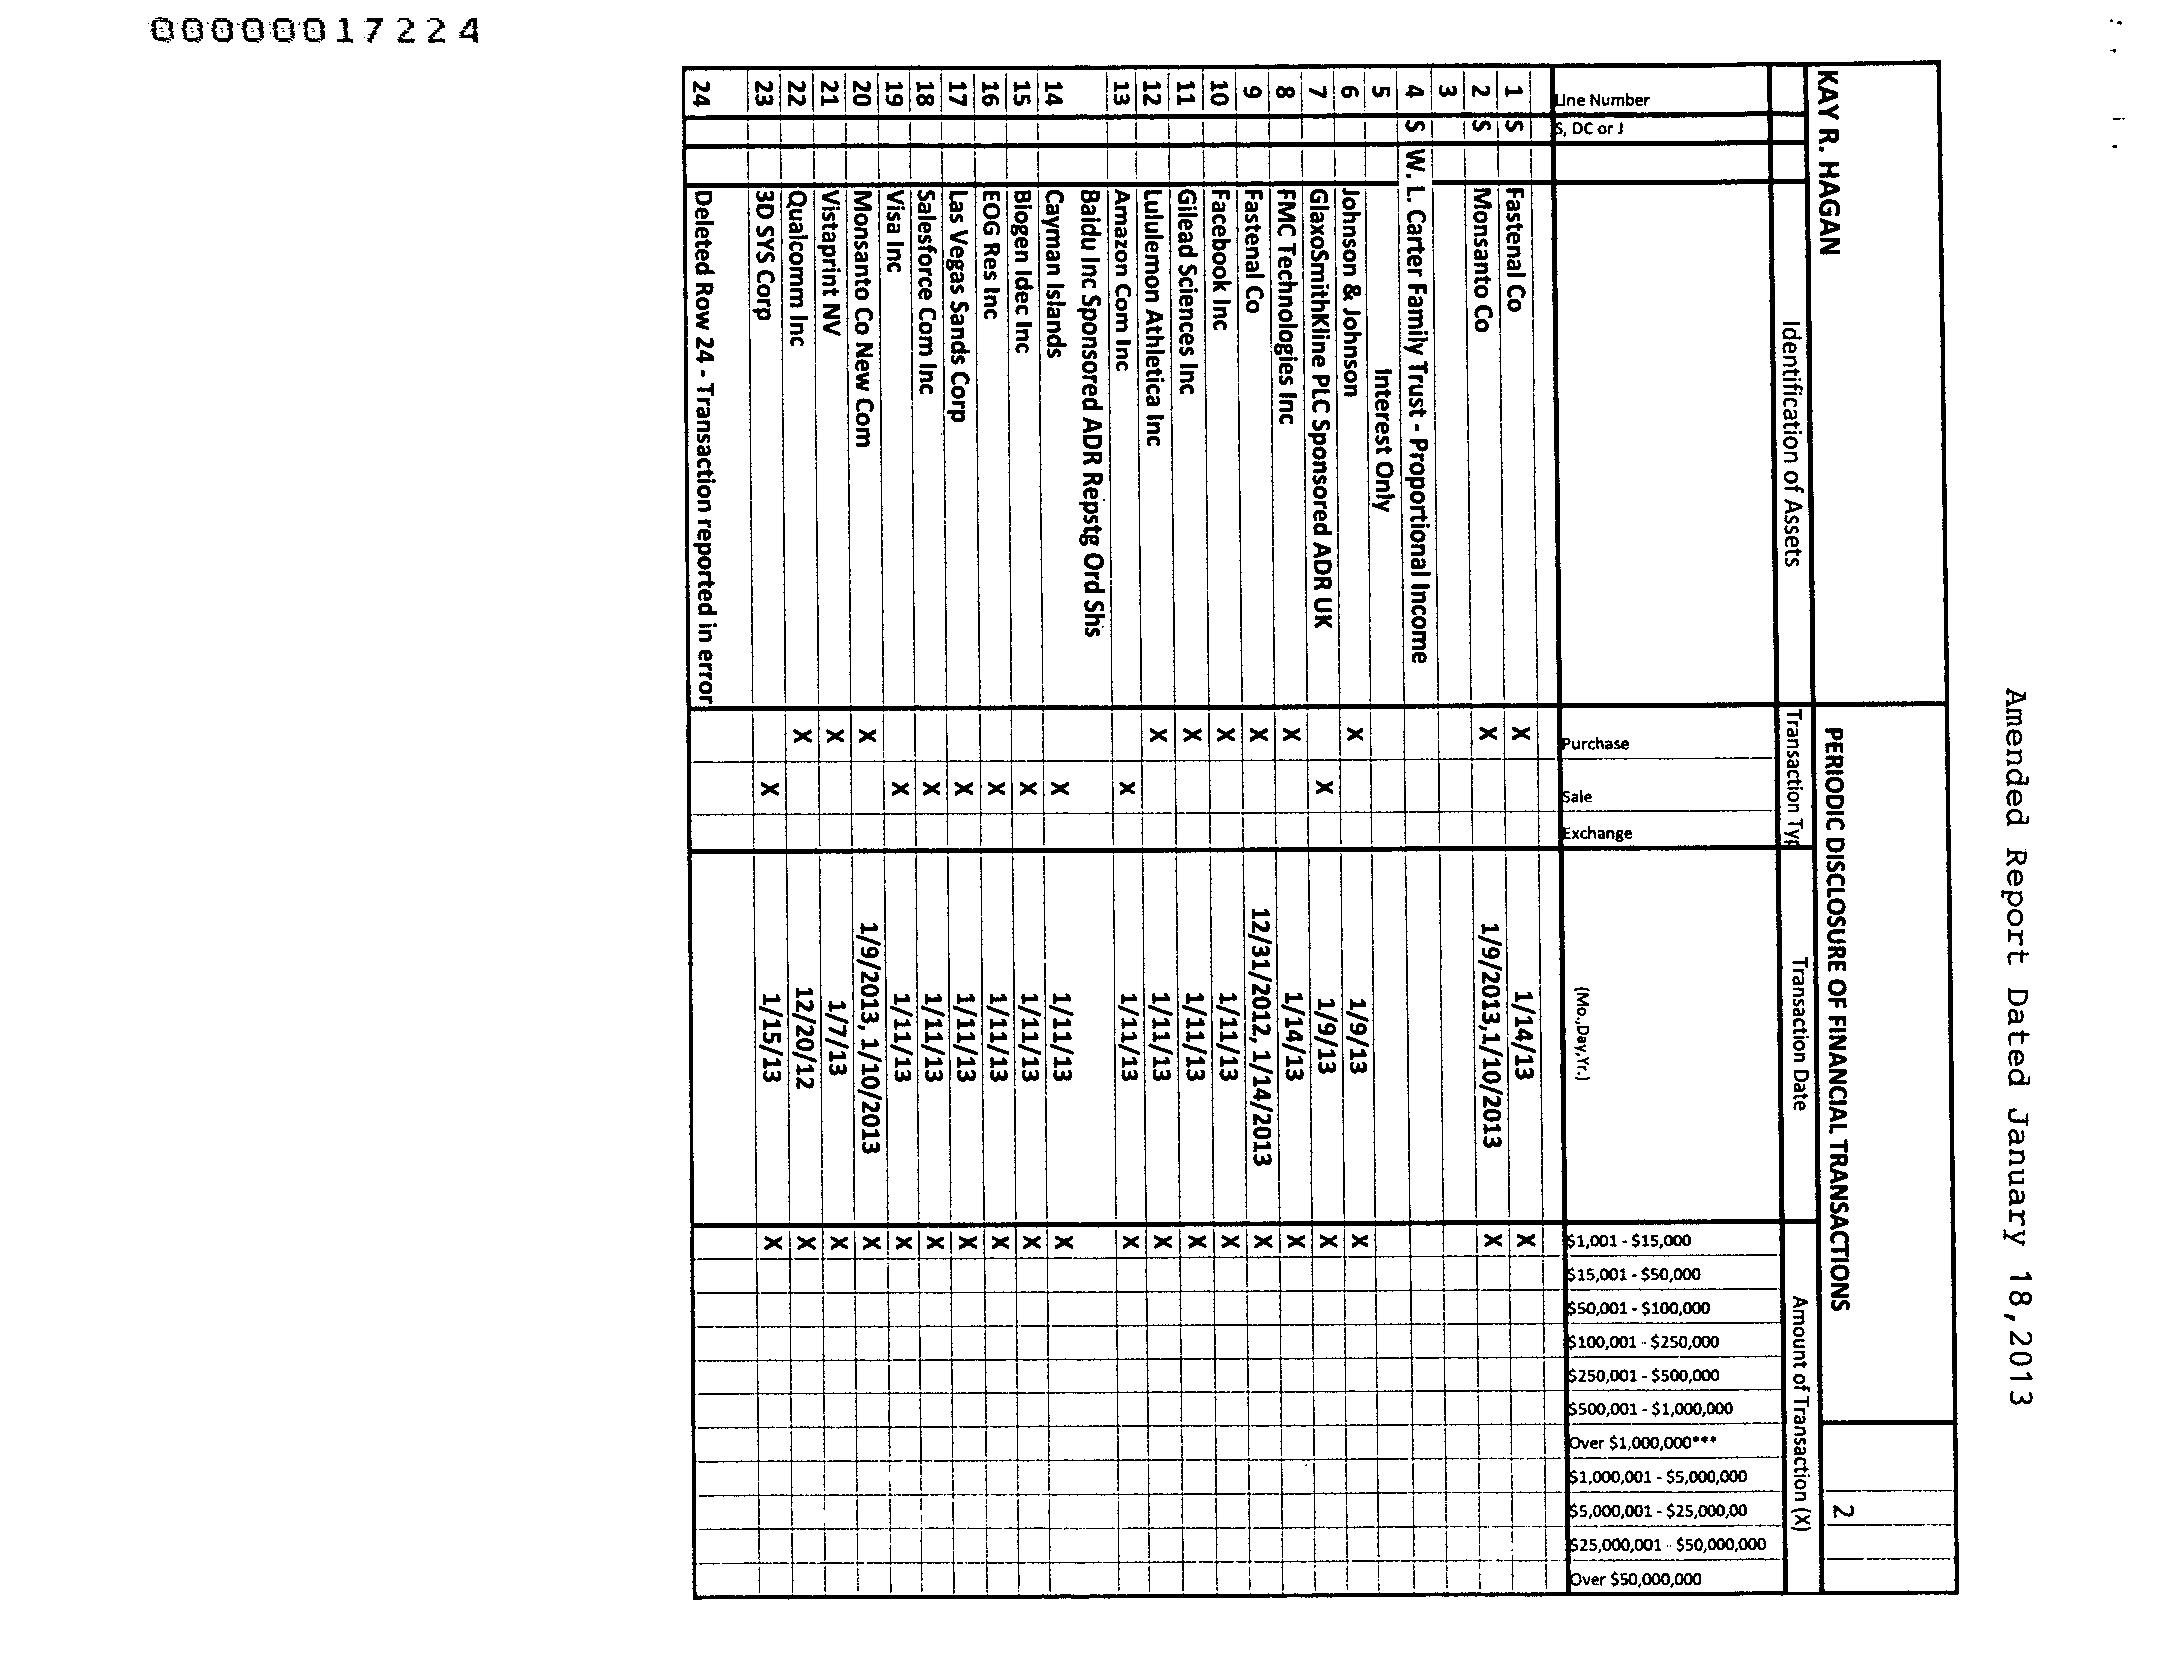 00000017224
Amended Report Dated January 18,2013
KAY R. HAGAN PERIODIC DISCLOSURE OF FINANCIAL TRANSACTIONS 2
Identification of Assets Transaction Typ Transaction Date Amount of Transaction (X)
Line Number
S, DC or J
Purchase
Sale
Exchange
(Mo.,Day,Yr.)
$1,001 - $15,000
$15,001 - $50,000
$50,001 - $100,000
$100,001 - $250,000
$250,001 - $500,000
$500,001 - $1,000,000
Over $1,000,000***
$1,000,001 - $5,000,000
$5,000,001 - $25,000,00
$25,000,001 - $50,000,000
Over $50,000,000
1 S Fastenal Co X 1/14/13 X
2 S Monsanto Co X 1/9/2013,1/10/2013 X
3
4 S W. L. Carter Family Trust - Proportional Income
5 Interest Only
6 Johnson & Johnson X 1/9/13 X
7 GlaxoSmithKline PLC Sponsored ADR UK X 1/9/13 X
8 FMC Technologies Inc X 1/14/13 X
9 Fastenal Co X 12/31/2012, 1/14/2013 X
10 Facebook Inc X 1/11/13 X
11 Gilead Sciences Inc X 1/11/13 X
12 Lululemon Athletica Inc X 1/11/13 X
13 Amazon Com Inc X 1/11/13 X
Baidu Inc Sponsored ADR Repstg Ord Shs
14 Cayman Islands X 1/11/13 X
15 Biogen Idec Inc X 1/11/13 X
16 EOG Res Inc X 1/11/13 X
17 Las Vegas Sands Corp X 1/11/13 X
18 Salesforce Com Inc X 1/11/13 X
19 Visa Inc X 1/11/13 X
20 Monsanto Co New Com X 1/9/2013, 1/10/2013 X
21 Vistaprint NV X 1/7/13 X
22 Qualcomm Inc X 12/20/12 X
23 3D SYS Corp X 1/15/13 X
24 Deleted Row 24 - Transaction reported in error